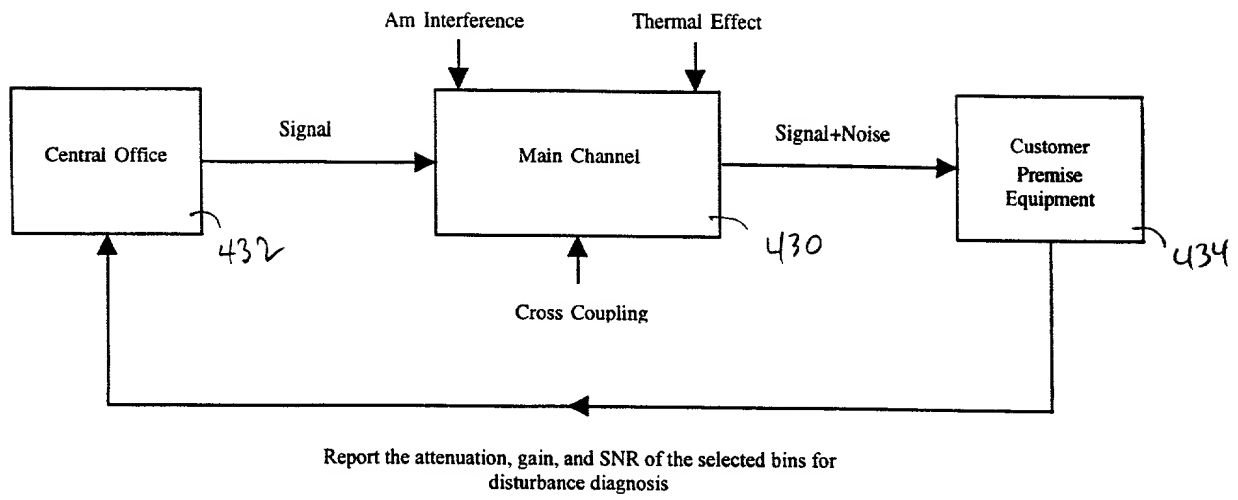 Am Interference
Thermal Effect
Signal
Signal+Noise
Central Office
Main Channel
Customer
Premise
Equipment
432
430
434
Cross Coupling
Report the attenuation, gain, and SNR of the selected bins for
disturbance diagnosis